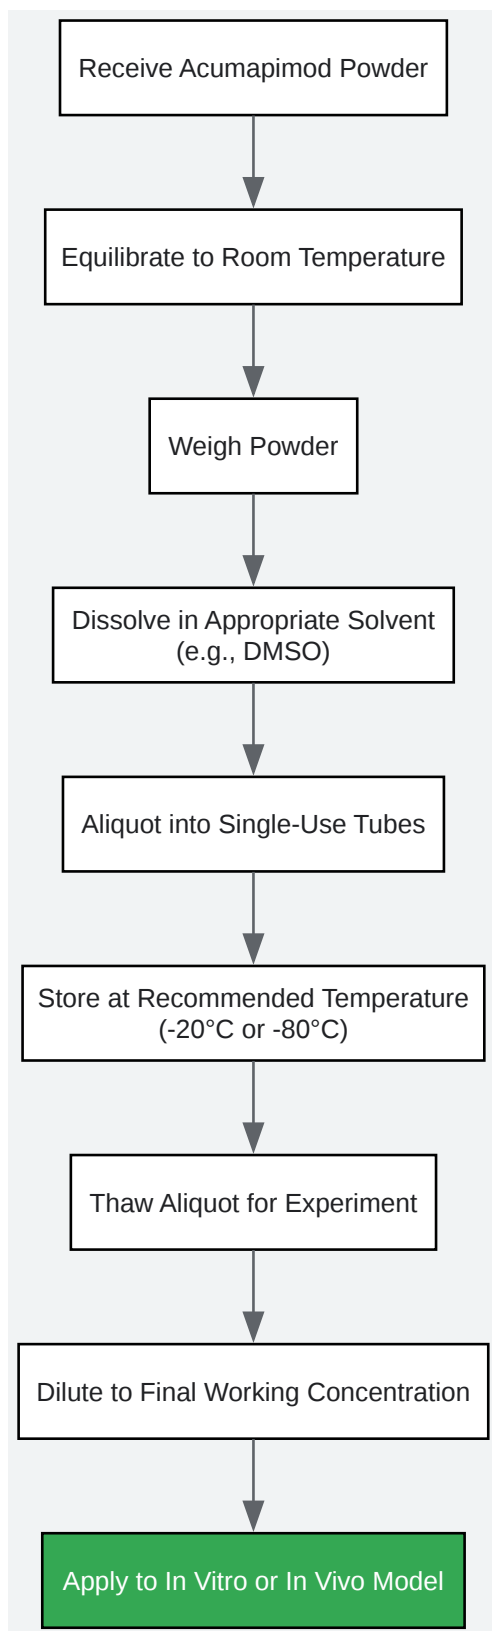 Receive Acumapimod Powder
Equilibrate to Room Temperature
Weigh Powder
Dissolve in Appropriate Solvent
(e.g., DMSO)
Aliquot into Single-Use Tubes
Store at Recommended Temperature
(-20°C or -80°C)
Thaw Aliquot for Experiment
Dilute to Final Working Concentration
Apply to In Vitro or In Vivo Model